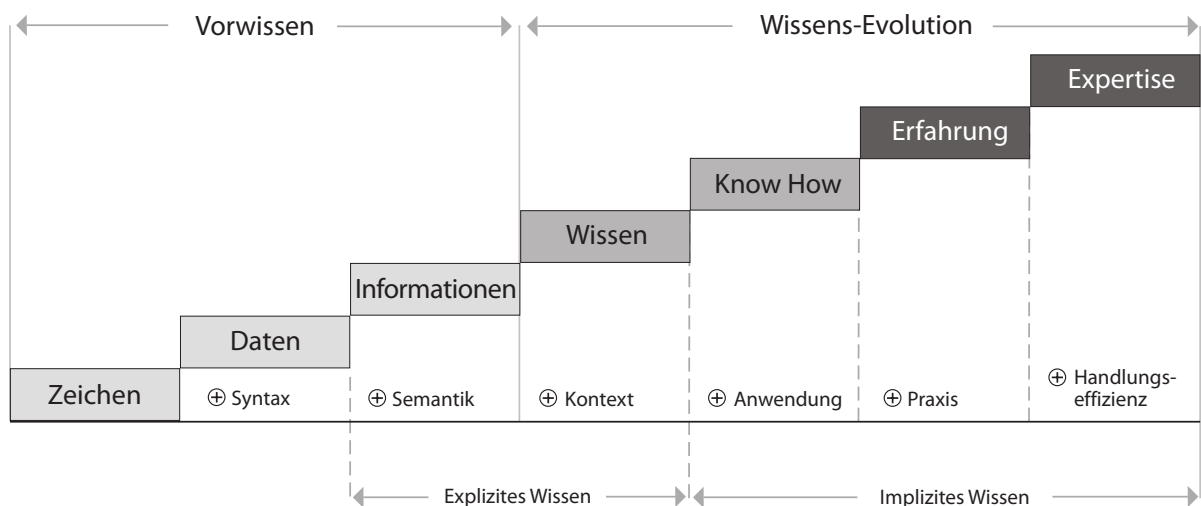 Vorwissen
Wissens-Evolution
Expertise
Erfahrung
Know How
Wissen
Informationen
Daten
Zeichen
⊕ Syntax
⊕ Semantik
⊕ Kontext
⊕ Anwendung
⊕ Praxis
⊕ Handlungs-
effizienz
Explizites Wissen
Implizites Wissen